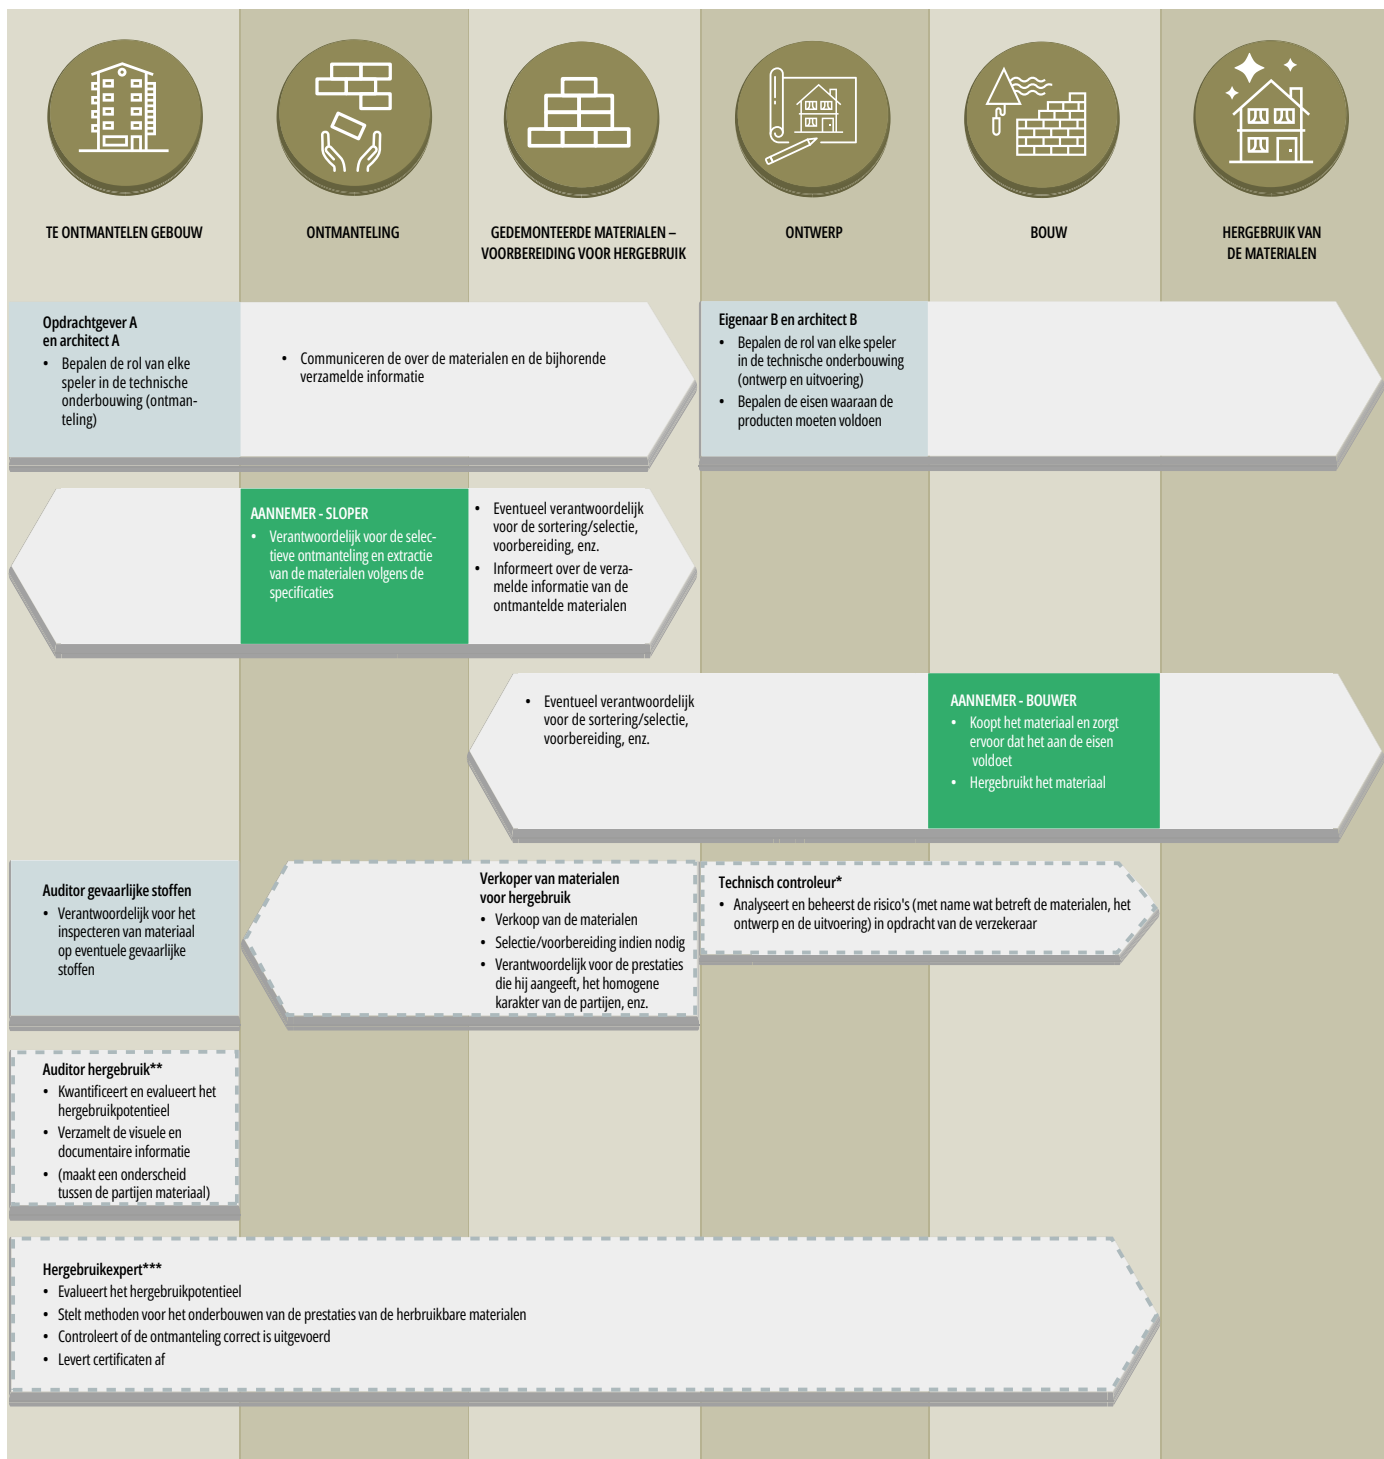 TE ONTMANTELEN GEBOUW
ONTMANTELING
GEDEMONTEERDE MATERIALEN –
VOORBEREIDING VOOR HERGEBRUIK
ONTWERP
BOUW
HERGEBRUIK VAN
DE MATERIALEN
Opdrachtgever A
en architect A
• Bepalen de rol van elke
speler in de technische
onderbouwing (ontman-
teling)
• Communiceren de over de materialen en de bijhorende
verzamelde informatie
Eigenaar B en architect B
• Bepalen de rol van elke speler
in de technische onderbouwing
(ontwerp en uitvoering)
• Bepalen de eisen waaraan de
producten moeten voldoen
AANNEMER - SLOPER
• Verantwoordelijk voor de selec-
tieve ontmanteling en extractie
van de materialen volgens de
specificaties
• Eventueel verantwoordelijk
voor de sortering/selectie,
voorbereiding, enz.
• Informeert over de verza-
melde informatie van de
ontmantelde materialen
• Eventueel verantwoordelijk
voor de sortering/selectie,
voorbereiding, enz.
AANNEMER - BOUWER
• Koopt het materiaal en zorgt
ervoor dat het aan de eisen
voldoet
• Hergebruikt het materiaal
Auditor gevaarlijke stoffen
• Verantwoordelijk voor het
inspecteren van materiaal
op eventuele gevaarlijke
stoffen
Verkoper van materialen
voor hergebruik
• Verkoop van de materialen
• Selectie/voorbereiding indien nodig
• Verantwoordelijk voor de prestaties
die hij aangeeft, het homogene
karakter van de partijen, enz.
Technisch controleur*
• Analyseert en beheerst de risico's (met name wat betreft de materialen, het
ontwerp en de uitvoering) in opdracht van de verzekeraar
Auditor hergebruik**
• Kwantificeert en evalueert het
hergebruikpotentieel
• Verzamelt de visuele en
documentaire informatie
• (maakt een onderscheid
tussen de partijen materiaal)
Hergebruikexpert***
• Evalueert het hergebruikpotentieel
• Stelt methoden voor het onderbouwen van de prestaties van de herbruikbare materialen
• Controleert of de ontmanteling correct is uitgevoerd
• Levert certificaten af